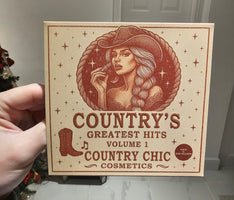 COUNTRY'S
GREATEST HITS
VOLUME 1
COUNTRY CHIC
COSMETICS